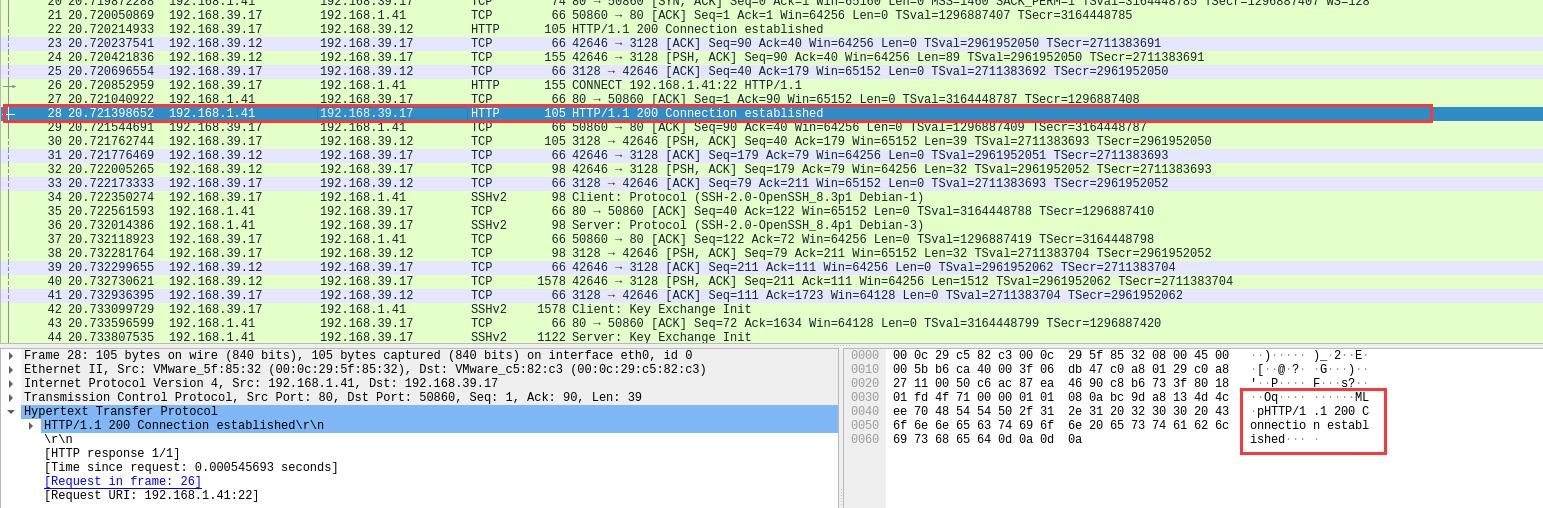 20 20.719872288 192.168.1.41 192.168.39.17 TCP 74 80 → 50860 [SYN, ACK] Seq=0 Ack=1 Win=65160 Len=0 MSS=1460 SACK_PERM=1 TSval=3164448785 TSecr=1296887407 WS=128
21 20.720050869 192.168.39.17 192.168.1.41 TCP 66 50860 → 80 [ACK] Seq=1 Ack=1 Win=64256 Len=0 TSval=1296887407 TSecr=3164448785
22 20.720214933 192.168.39.17 192.168.39.12 HTTP 105 HTTP/1.1 200 Connection established
23 20.720237541 192.168.39.12 192.168.39.17 TCP 66 42646 → 3128 [ACK] Seq=90 Ack=40 Win=64256 Len=0 TSval=2961952050 TSecr=2711383691
24 20.720421836 192.168.39.12 192.168.39.17 TCP 155 42646 → 3128 [PSH, ACK] Seq=90 Ack=40 Win=64256 Len=89 TSval=2961952050 TSecr=2711383691
25 20.720696554 192.168.39.17 192.168.39.12 TCP 66 3128 → 42646 [ACK] Seq=40 Ack=179 Win=65152 Len=0 TSval=2711383692 TSecr=2961952050
26 20.720852959 192.168.39.17 192.168.1.41 HTTP 155 CONNECT 192.168.1.41:22 HTTP/1.1
27 20.721040922 192.168.1.41 192.168.39.17 TCP 66 80 → 50860 [ACK] Seq=1 Ack=90 Win=65152 Len=0 TSval=3164448787 TSecr=1296887408
28 20.721398652 192.168.1.41 192.168.39.17 HTTP 105 HTTP/1.1 200 Connection established
29 20.721544691 192.168.39.17 192.168.1.41 TCP 66 50860 → 80 [ACK] Seq=90 Ack=40 Win=64256 Len=0 TSval=1296887409 TSecr=3164448787
30 20.721762744 192.168.39.17 192.168.39.12 TCP 105 3128 → 42646 [PSH, ACK] Seq=40 Ack=179 Win=65152 Len=39 TSval=2711383693 TSecr=2961952050
31 20.721776469 192.168.39.12 192.168.39.17 TCP 66 42646 → 3128 [ACK] Seq=179 Ack=79 Win=64256 Len=0 TSval=2961952051 TSecr=2711383693
32 20.722005265 192.168.39.12 192.168.39.17 TCP 98 42646 → 3128 [PSH, ACK] Seq=179 Ack=79 Win=64256 Len=32 TSval=2961952052 TSecr=2711383693
33 20.722173333 192.168.39.17 192.168.39.12 TCP 66 3128 → 42646 [ACK] Seq=79 Ack=211 Win=65152 Len=0 TSval=2711383693 TSecr=2961952052
34 20.722350274 192.168.39.17 192.168.1.41 SSHv2 98 Client: Protocol (SSH-2.0-OpenSSH_8.3p1 Debian-1)
35 20.722561593 192.168.1.41 192.168.39.17 TCP 66 80 → 50860 [ACK] Seq=40 Ack=122 Win=65152 Len=0 TSval=3164448788 TSecr=1296887410
36 20.732014386 192.168.1.41 192.168.39.17 SSHv2 98 Server: Protocol (SSH-2.0-OpenSSH_8.4p1 Debian-3)
37 20.732118923 192.168.39.17 192.168.1.41 TCP 66 50860 → 80 [ACK] Seq=122 Ack=72 Win=64256 Len=0 TSval=1296887419 TSecr=3164448798
38 20.732281764 192.168.39.17 192.168.39.12 TCP 98 3128 → 42646 [PSH, ACK] Seq=79 Ack=211 Win=65152 Len=32 TSval=2711383704 TSecr=2961952052
39 20.732299655 192.168.39.12 192.168.39.17 TCP 66 42646 → 3128 [ACK] Seq=211 Ack=111 Win=64256 Len=0 TSval=2961952062 TSecr=2711383704
40 20.732730621 192.168.39.12 192.168.39.17 TCP 1578 42646 → 3128 [PSH, ACK] Seq=211 Ack=111 Win=64256 Len=1512 TSval=2961952062 TSecr=2711383704
41 20.732936395 192.168.39.17 192.168.39.12 TCP 66 3128 → 42646 [ACK] Seq=111 Ack=1723 Win=64128 Len=0 TSval=2711383704 TSecr=2961952062
42 20.733099729 192.168.39.17 192.168.1.41 SSHv2 1578 Client: Key Exchange Init
43 20.733596599 192.168.1.41 192.168.39.17 TCP 66 80 → 50860 [ACK] Seq=72 Ack=1634 Win=64128 Len=0 TSval=3164448799 TSecr=1296887420
44 20.733807535 192.168.1.41 192.168.39.17 SSHv2 1122 Server: Key Exchange Init
Frame 28: 105 bytes on wire (840 bits), 105 bytes captured (840 bits) on interface eth0, id 0
Ethernet II, Src: VMware_5f:85:32 (00:0c:29:5f:85:32), Dst: VMware_c5:82:c3 (00:0c:29:c5:82:c3)
Internet Protocol Version 4, Src: 192.168.1.41, Dst: 192.168.39.17
Transmission Control Protocol, Src Port: 80, Dst Port: 50860, Seq: 1, Ack: 90, Len: 39
Hypertext Transfer Protocol
HTTP/1.1 200 Connection established\r\n
\r\n
[HTTP response 1/1]
[Time since request: 0.000545693 seconds]
[Request in frame: 26]
[Request URI: 192.168.1.41:22]
0000 00 0c 29 c5 82 c3 00 0c 29 5f 85 32 08 00 45 00 ··)····· )_·2··E·
0010 00 5b b6 ca 40 00 3f 06 db 47 c0 a8 01 29 c0 a8 ·[··@·?· ·G···)··
0020 27 11 00 50 c6 ac 87 ea 46 90 c8 b6 73 3f 80 18 '··P···· F···s?··
0030 01 fd 4f 71 00 00 01 01 08 0a bc 9d a8 13 4d 4c ··Oq···· ······ML
0040 ee 70 48 54 54 50 2f 31 2e 31 20 32 30 30 20 43 ·pHTTP/1 .1 200 C
0050 6f 6e 6e 65 63 74 69 6f 6e 20 65 73 74 61 62 6c onnectio n establ
0060 69 73 68 65 64 0d 0a 0d 0a ished··· ·